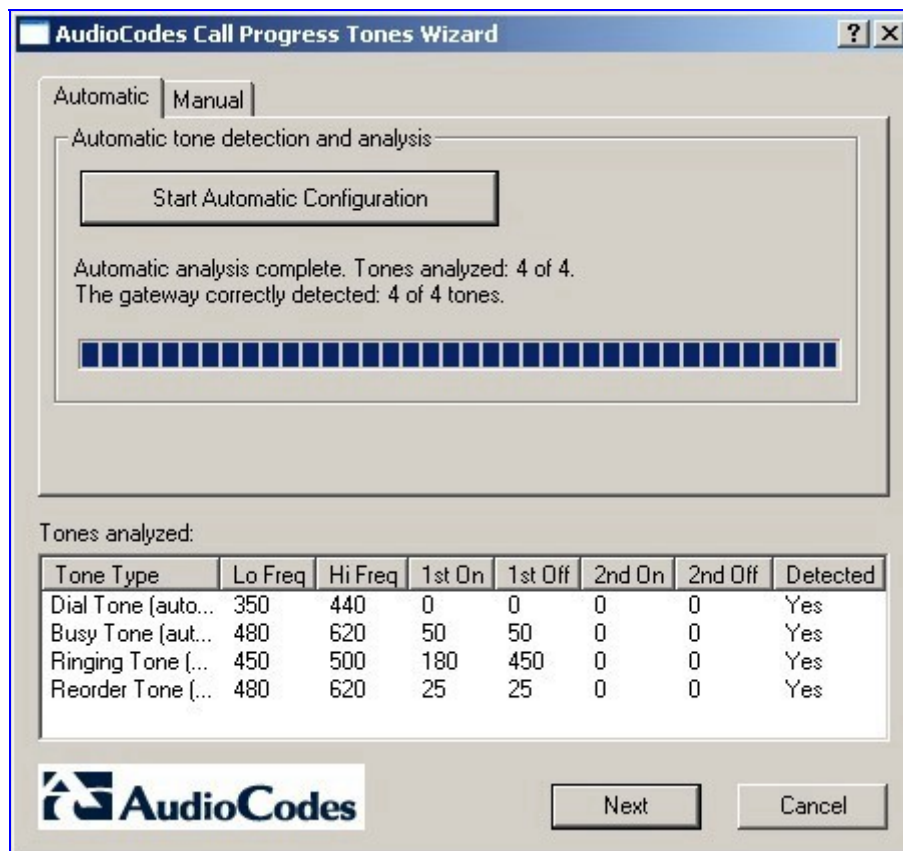 AudioCodes Call Progress Tones Wizard
Automatic Manual
Automatic tone detection and analysis
Start Automatic Configuration
Automatic analysis complete. Tones analyzed: 4 of 4.
The gateway correctly detected: 4 of 4 tones.
Tones analyzed:
Tone Type Lo Freq Hi Freq 1st On 1st Off 2nd On 2nd Off Detected
Dial Tone (auto... 350 440 0 0 0 0 Yes
Busy Tone (aut... 480 620 50 50 0 0 Yes
Ringing Tone (... 450 500 180 450 0 0 Yes
Reorder Tone (... 480 620 25 25 0 0 Yes
AudioCodes Next Cancel